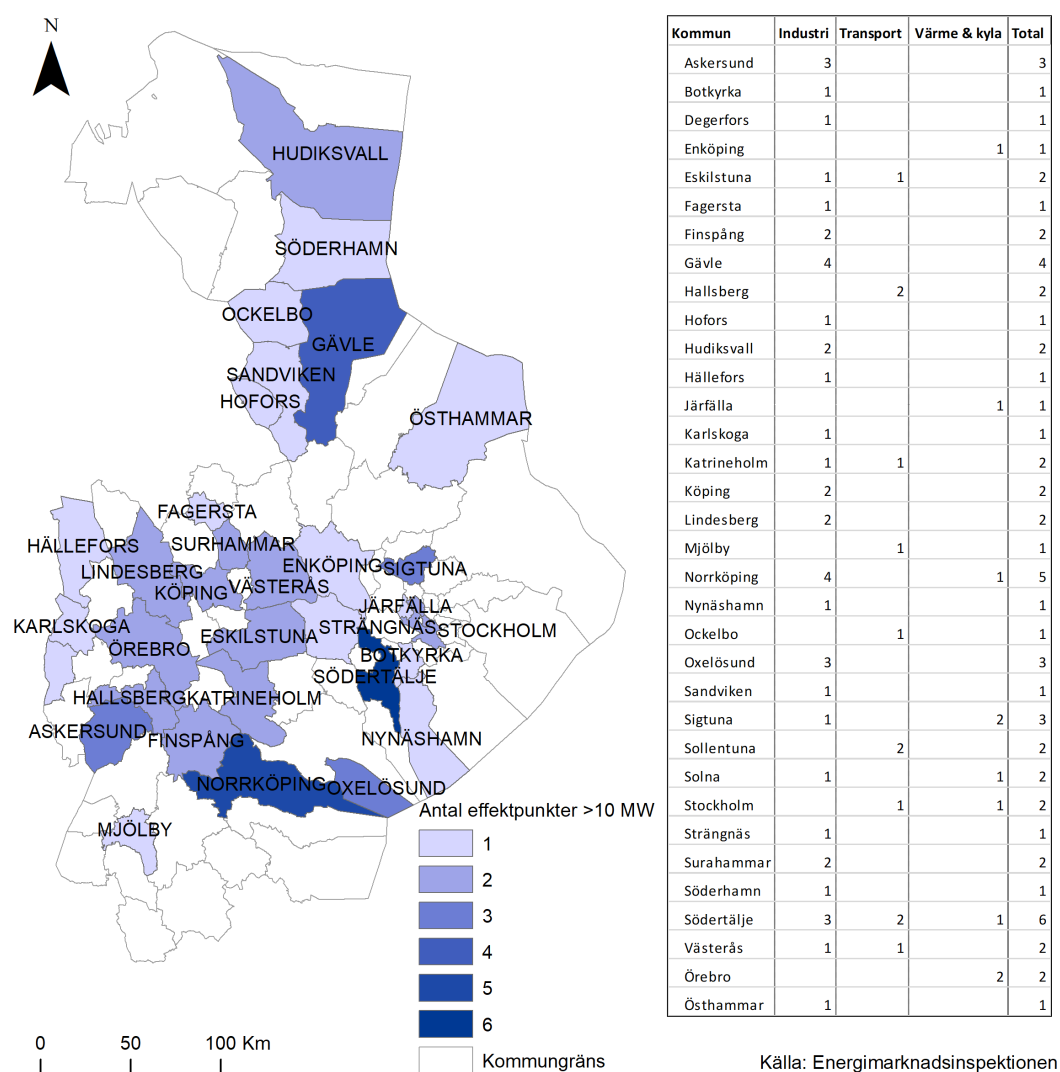 N
HUDIKSVALL
SÖDERHAMN
OCKELBO
GÄVLE
SANDVIKEN
HOFORS
ÖSTHAMMAR
FAGERSTA
HÄLLEFORS
SURHAMMAR
LINDESBERG
ENKÖPING
SIGTUNA
KÖPING
VÄSTERÅS
JÄRFÄLLA
KARLSKOGA
STRÄNGNÄS
STOCKHOLM
ESKILSTUNA
ÖREBRO
BOTKYRKA
SÖDERTÄLJE
HALLSBERG
KATRINEHOLM
ASKERSUND
FINSPÅNG
NYNÄSHAMN
NORRKÖPING
OXELÖSUND
MJÖLBY
Antal effektpunkter >10 MW
1
2
3
4
5
6
Kommungräns
0 50 100 Km
Kommun Industri Transport Värme & kyla Total
Askersund 3 3
Botkyrka 1 1
Degerfors 1 1
Enköping 1 1
Eskilstuna 1 1 2
Fagersta 1 1
Finspång 2 2
Gävle 4 4
Hallsberg 2 2
Hofors 1 1
Hudiksvall 2 2
Hällefors 1 1
Järfälla 1 1
Karlskoga 1 1
Katrineholm 1 1 2
Köping 2 2
Lindesberg 2 2
Mjölby 1 1
Norrköping 4 1 5
Nynäshamn 1 1
Ockelbo 1 1
Oxelösund 3 3
Sandviken 1 1
Sigtuna 1 2 3
Sollentuna 2 2
Solna 1 1 2
Stockholm 1 1 2
Strängnäs 1 1
Surahammar 2 2
Söderhamn 1 1
Södertälje 3 2 1 6
Västerås 1 1 2
Örebro 2 2
Östhammar 1 1
Källa: Energimarknadsinspektionen